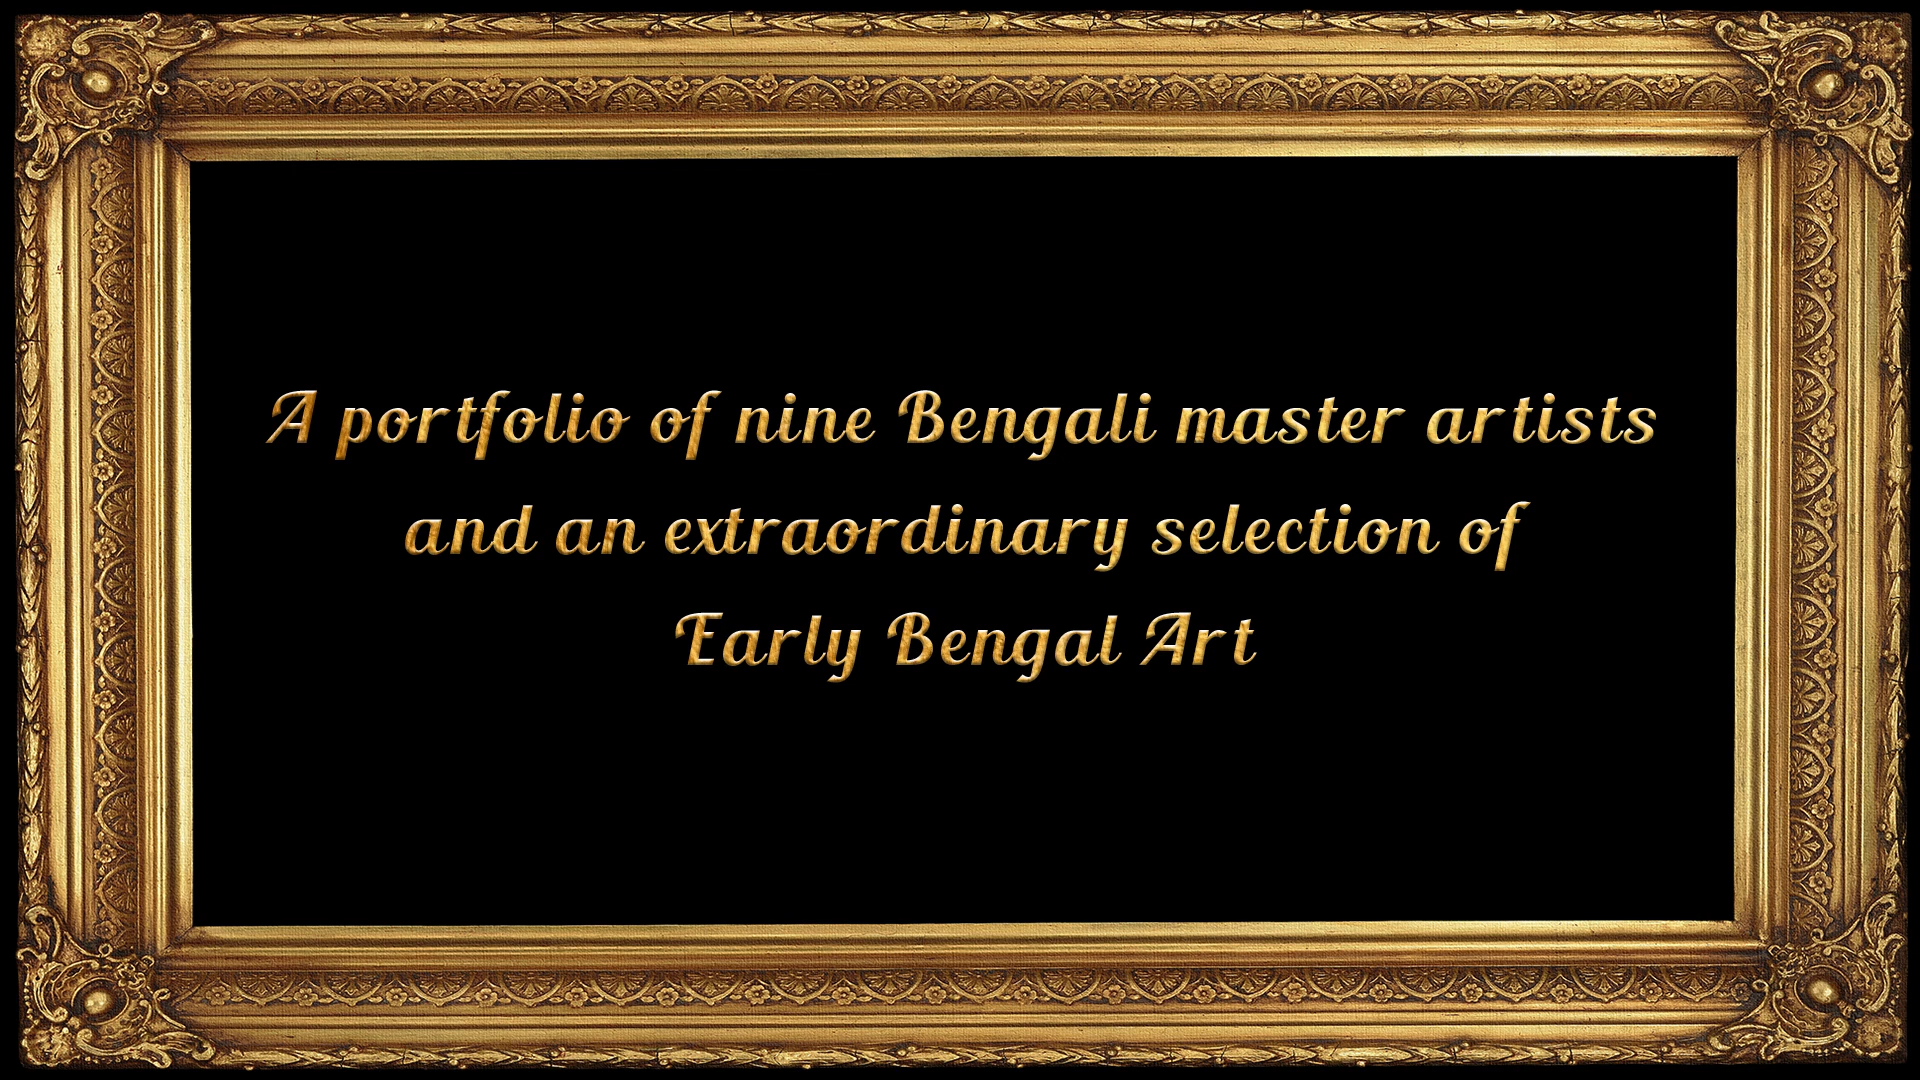 A portfolio of nine Bengali master artists
and an extraordinary selection of
Early Bengal Art